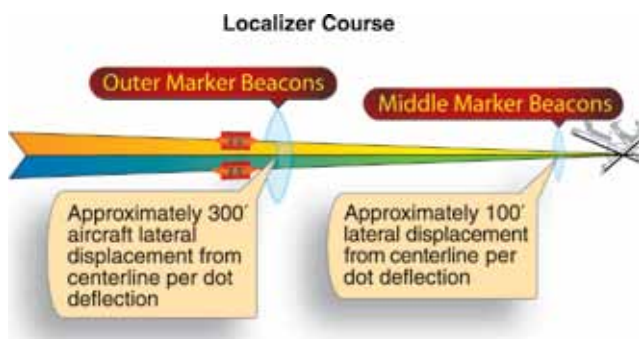 Localizer Course
Outer Marker Beacons
Middle Marker Beacons
Approximately 300′
aircraft lateral
displacement from
centerline per dot
deflection
Approximately 100′
lateral displacement
from centerline per
dot deflection